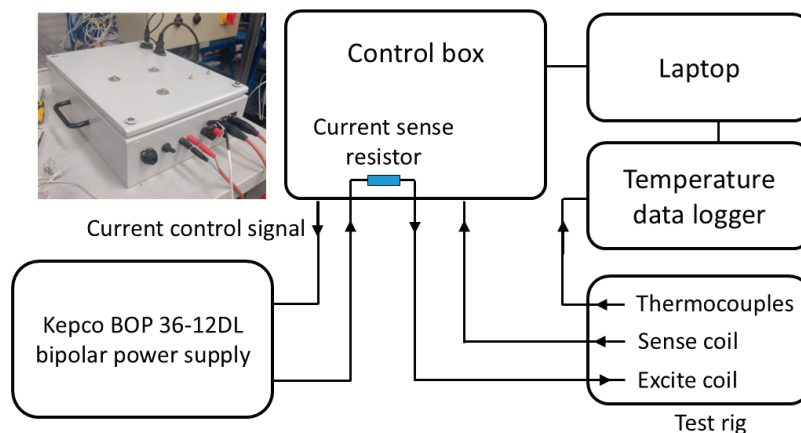 Control box
Laptop
Current sense
resistor
Temperature
data logger
Current control signal
Kepco BOP 36-12DL
bipolar power supply
Thermocouples
Sense coil
Excite coil
Test rig